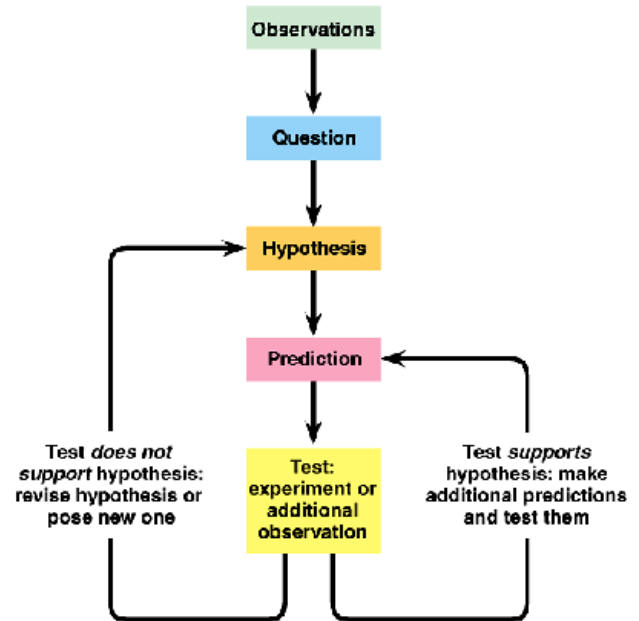 Observations
Question
Hypothesis
Prediction
Test does not
support hypothesis:
revise hypothesis or
pose new one
Test:
experiment or
additional
observation
Test supports
hypothesis: make
additional predictions
and test them